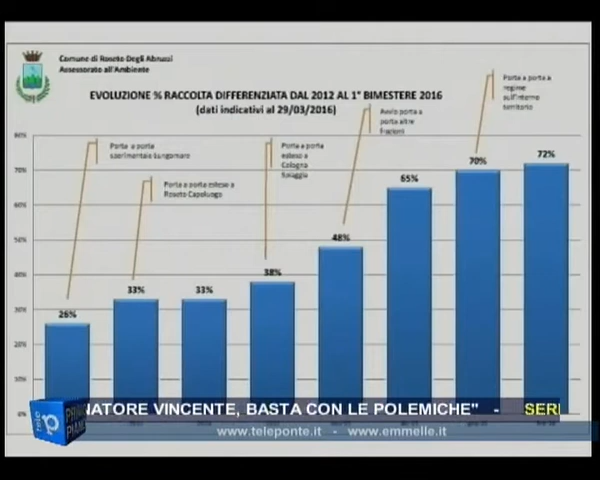 Comune di Roseto Degli Abruzzi
Assessorato all'Ambiente
EVOLUZIONE % RACCOLTA DIFFERENZIATA DAL 2012 AL 1° BIMESTERE 2016
(dati indicativi al 29/03/2016)
Porta a porta
sperimentale Lungomare
Porta a porta esteso a
Roseto Capoluogo
Porta a porta
esteso a
Cologna
Spiaggia
Avvio porta a
porta altre
frazioni
Porta a porta a
regime
sull'intero
territorio
80%
70%
60%
50%
40%
30%
20%
10%
0%
26%
33%
33%
38%
48%
65%
70%
72%
NATORE VINCENTE, BASTA CON LE POLEMICHE" - SERI
tele p
PRIMO PIANO
www.teleponte.it - www.emmelle.it